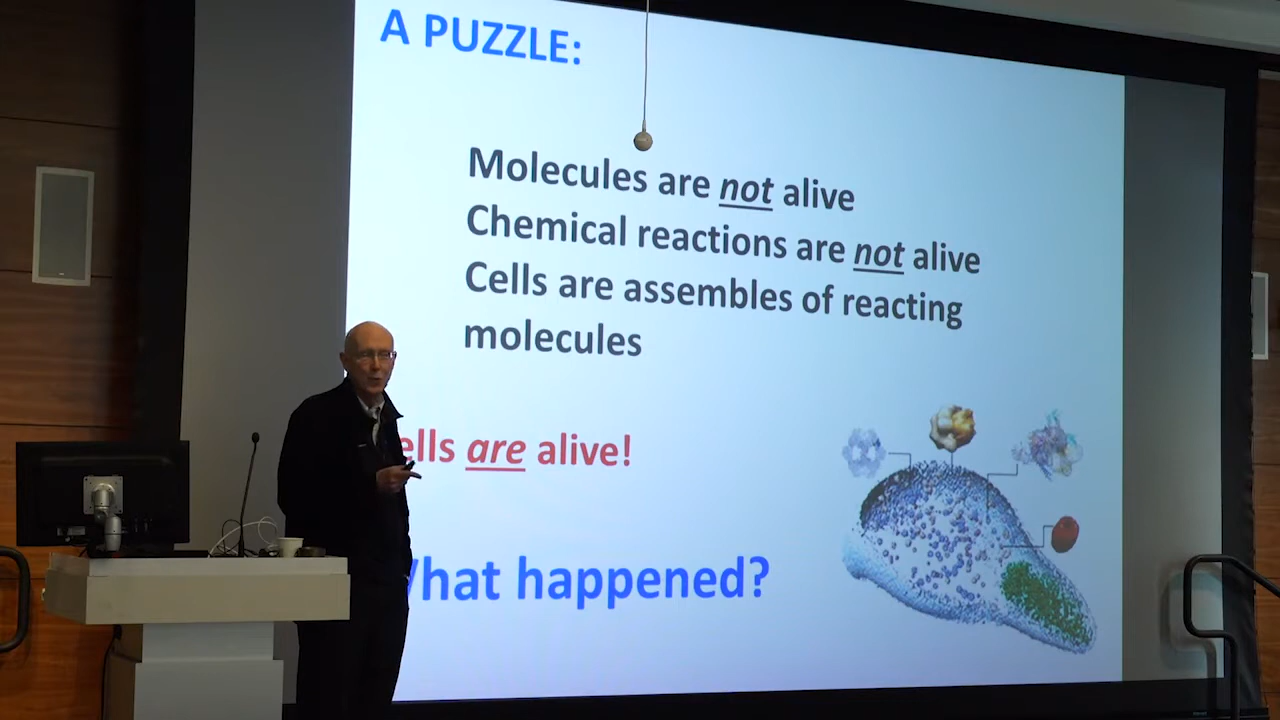 A PUZZLE:
Molecules are not alive
Chemical reactions are not alive
Cells are assembles of reacting
molecules
ells are alive!
hat happened?